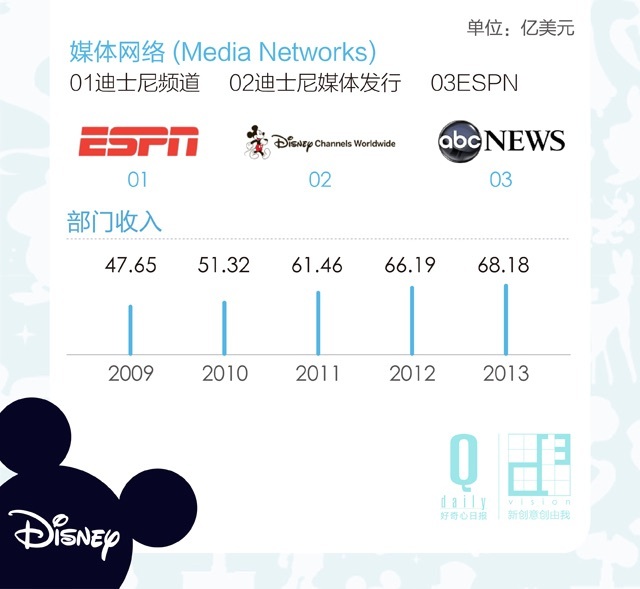 单位：亿美元
媒体网络 (Media Networks)
01迪士尼频道 02迪士尼媒体发行 03ESPN
ESPN Disney Channels Worldwide abc NEWS
01 02 03
部门收入
47.65 51.32 61.46 66.19 68.18
2009 2010 2011 2012 2013
Q daily 好奇心日报
d3 vision 新创意创由我
Disney